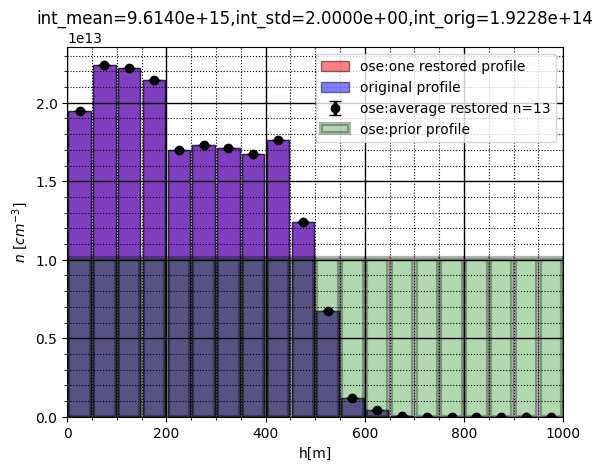 int_mean=9.6140e+15,int_std=2.0000e+00,int_orig=1.9228e+14
1e13
ose:one restored profile
original profile
ose:average restored n=13
ose:prior profile
2.0
1.5
1.0
0.5
0.0
n [cm⁻³]
0 200 400 600 800 1000
h[m]